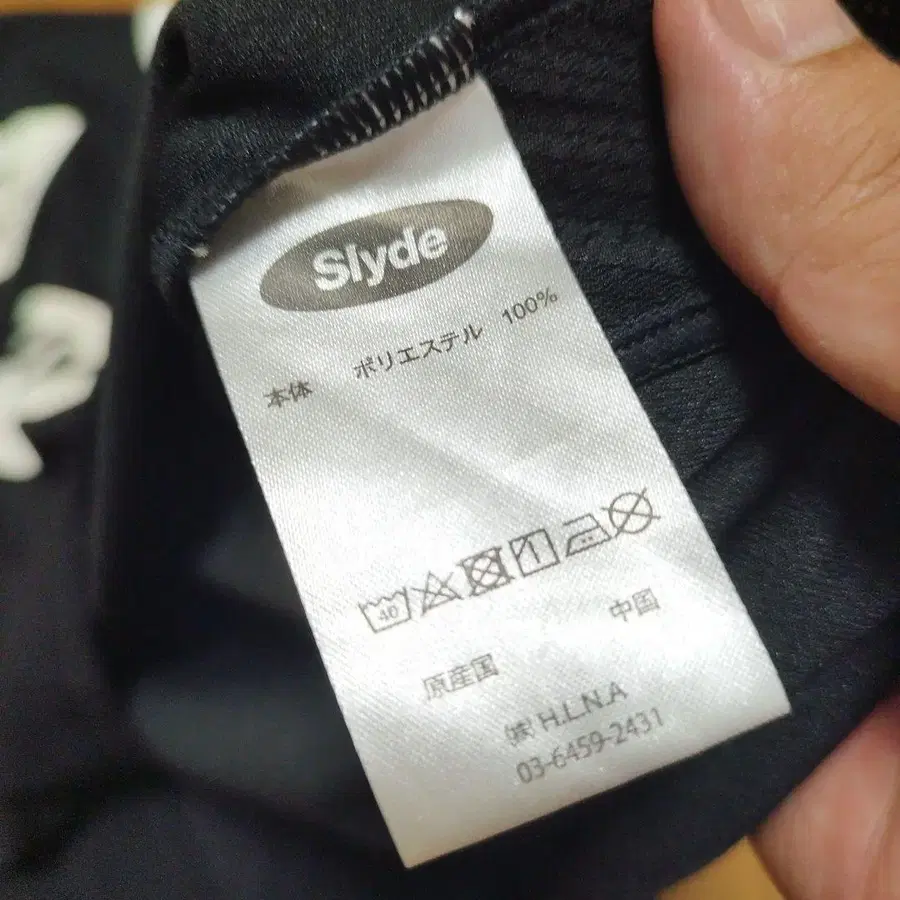 Slyde
本体 ポリエステル 100%
40
原産国 中国
㈱H.L.N.A
03-6459-2431